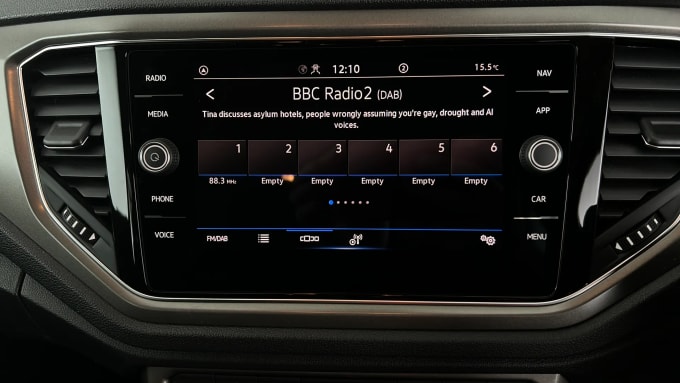 RADIO
12:10
2
15.5°C
NAV
< BBC Radio2 (DAB) >
MEDIA
APP
Tina discusses asylum hotels, people wrongly assuming you're gay, drought and AI
voices.
1 2 3 4 5 6
88.3 MHz Empty Empty Empty Empty Empty
PHONE
CAR
VOICE
FM/DAB
MENU